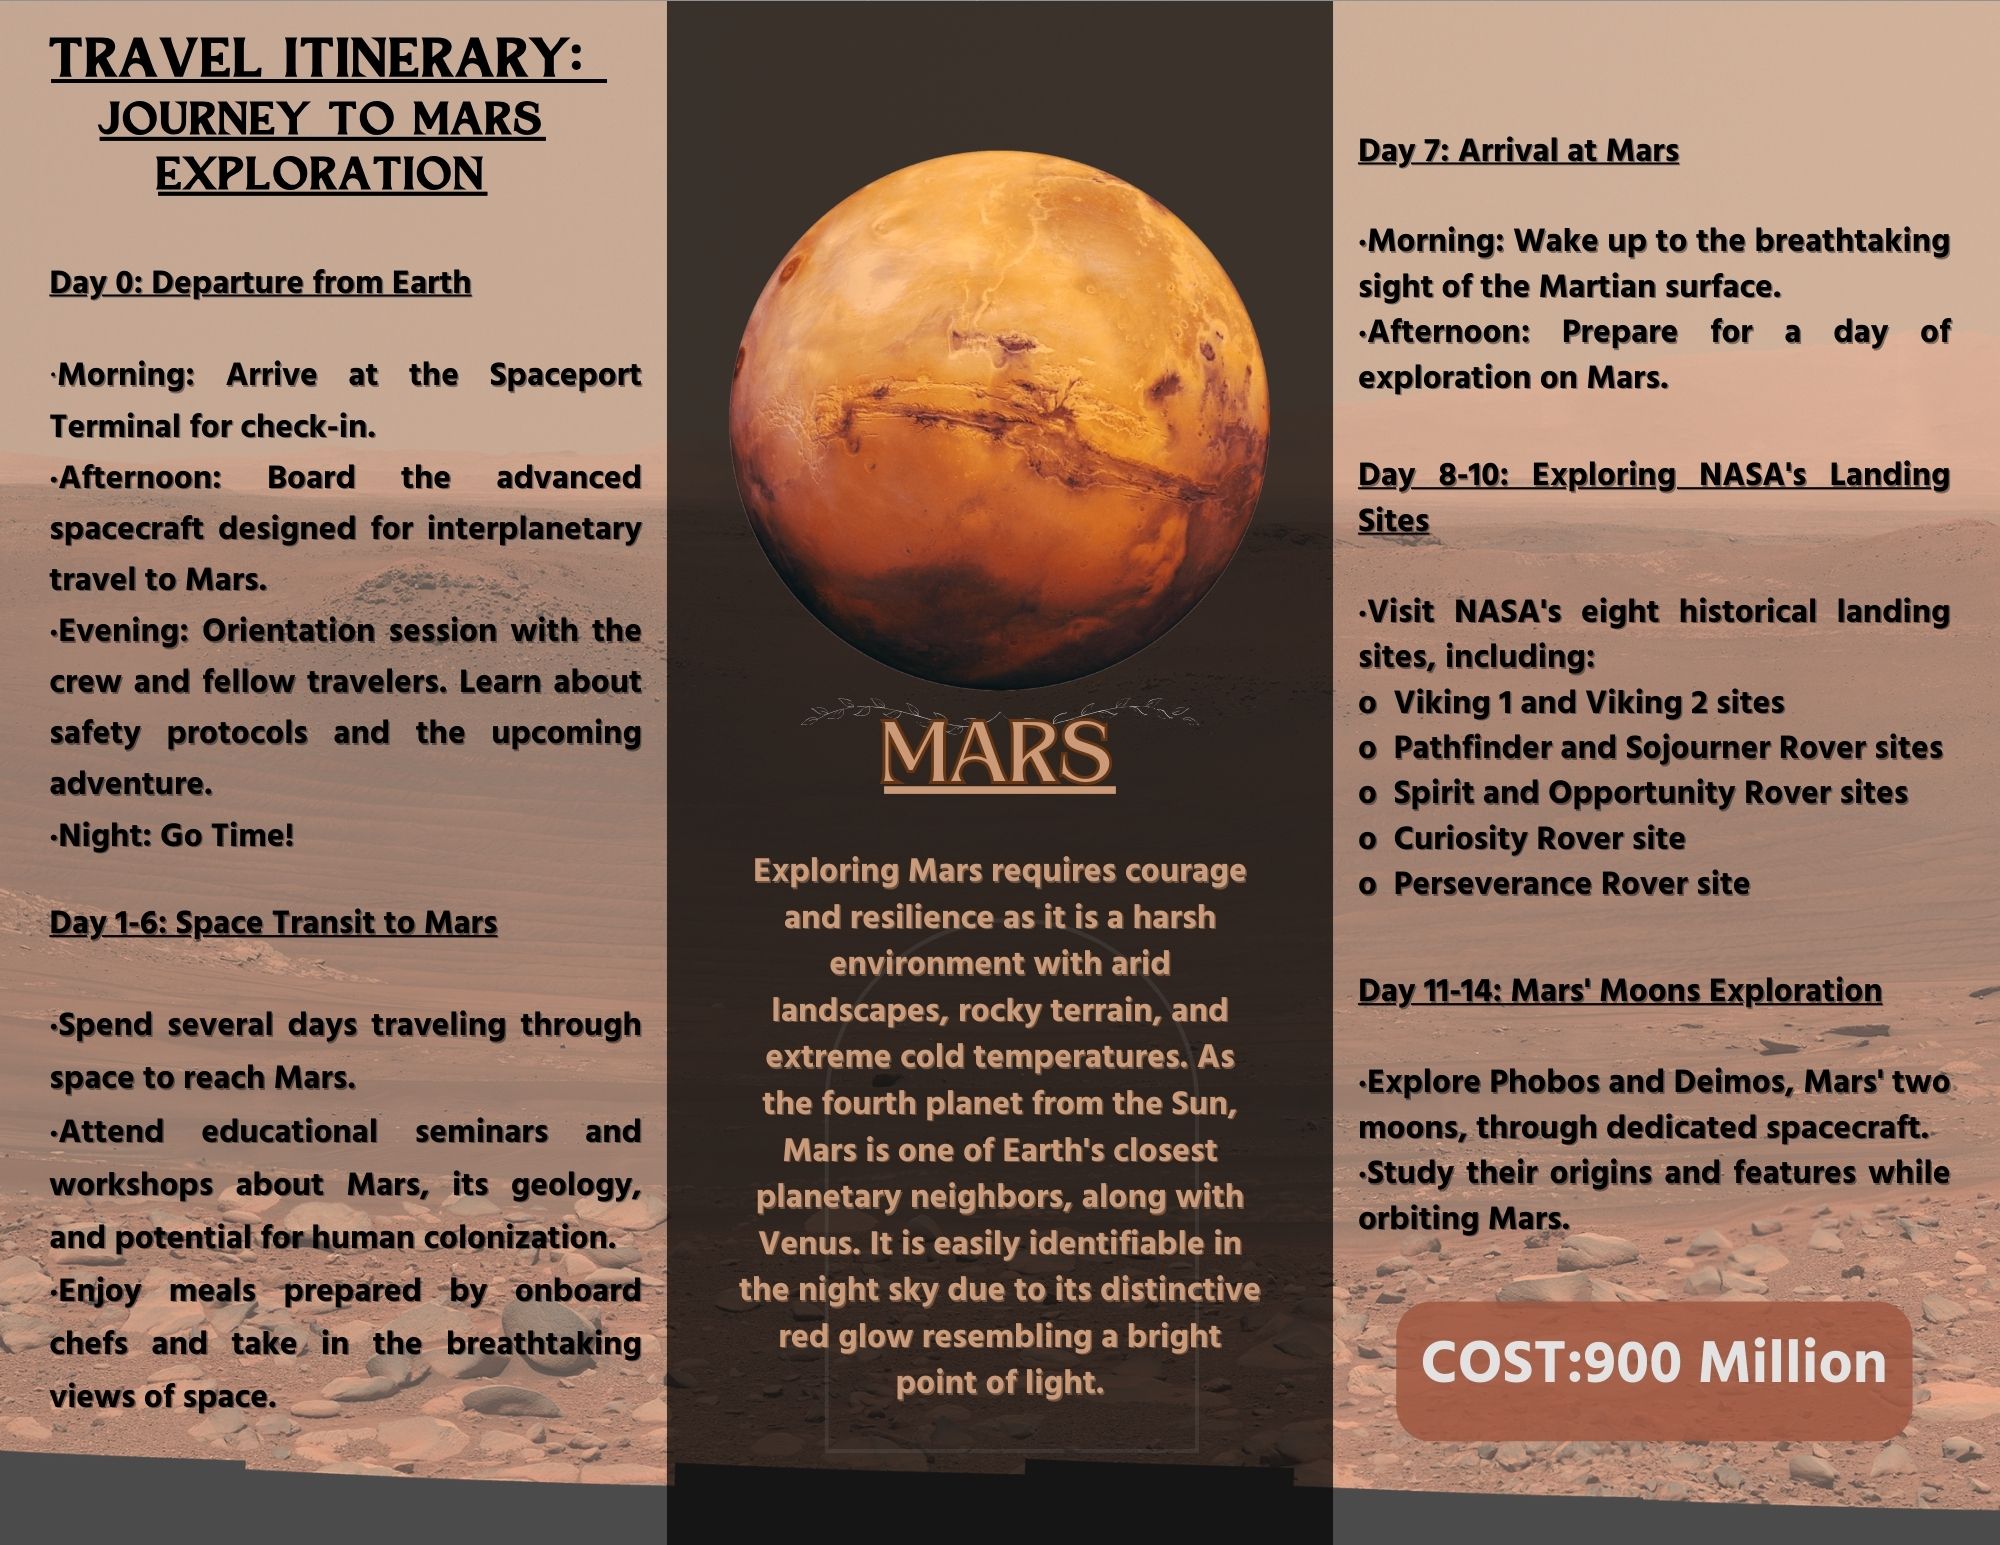 TRAVEL ITINERARY:
JOURNEY TO MARS
EXPLORATION
Day 0: Departure from Earth
·Morning: Arrive at the Spaceport
Terminal for check-in.
·Afternoon: Board the advanced
spacecraft designed for interplanetary
travel to Mars.
·Evening: Orientation session with the
crew and fellow travelers. Learn about
safety protocols and the upcoming
adventure.
·Night: Go Time!
Day 1-6: Space Transit to Mars
·Spend several days traveling through
space to reach Mars.
·Attend educational seminars and
workshops about Mars, its geology,
and potential for human colonization.
·Enjoy meals prepared by onboard
chefs and take in the breathtaking
views of space.
MARS
Exploring Mars requires courage
and resilience as it is a harsh
environment with arid
landscapes, rocky terrain, and
extreme cold temperatures. As
the fourth planet from the Sun,
Mars is one of Earth's closest
planetary neighbors, along with
Venus. It is easily identifiable in
the night sky due to its distinctive
red glow resembling a bright
point of light.
Day 7: Arrival at Mars
·Morning: Wake up to the breathtaking
sight of the Martian surface.
·Afternoon: Prepare for a day of
exploration on Mars.
Day 8-10: Exploring NASA's Landing
Sites
·Visit NASA's eight historical landing
sites, including:
o Viking 1 and Viking 2 sites
o Pathfinder and Sojourner Rover sites
o Spirit and Opportunity Rover sites
o Curiosity Rover site
o Perseverance Rover site
Day 11-14: Mars' Moons Exploration
·Explore Phobos and Deimos, Mars' two
moons, through dedicated spacecraft.
·Study their origins and features while
orbiting Mars.
COST:900 Million